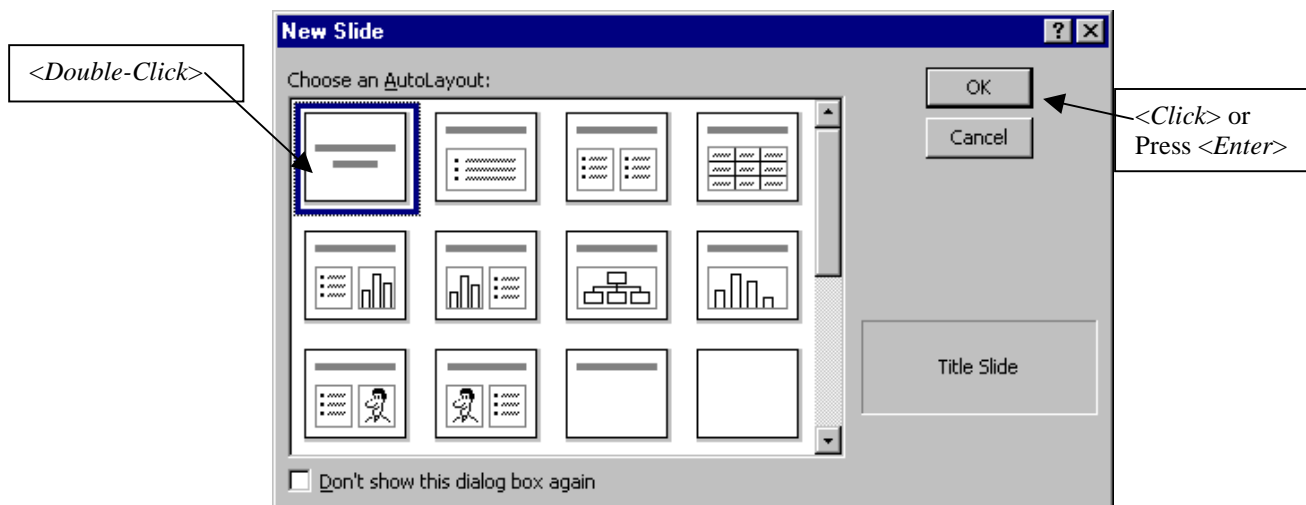 New Slide
<Double-Click>
Choose an AutoLayout:
OK
<Click> or
Press <Enter>
Cancel
Title Slide
Don't show this dialog box again